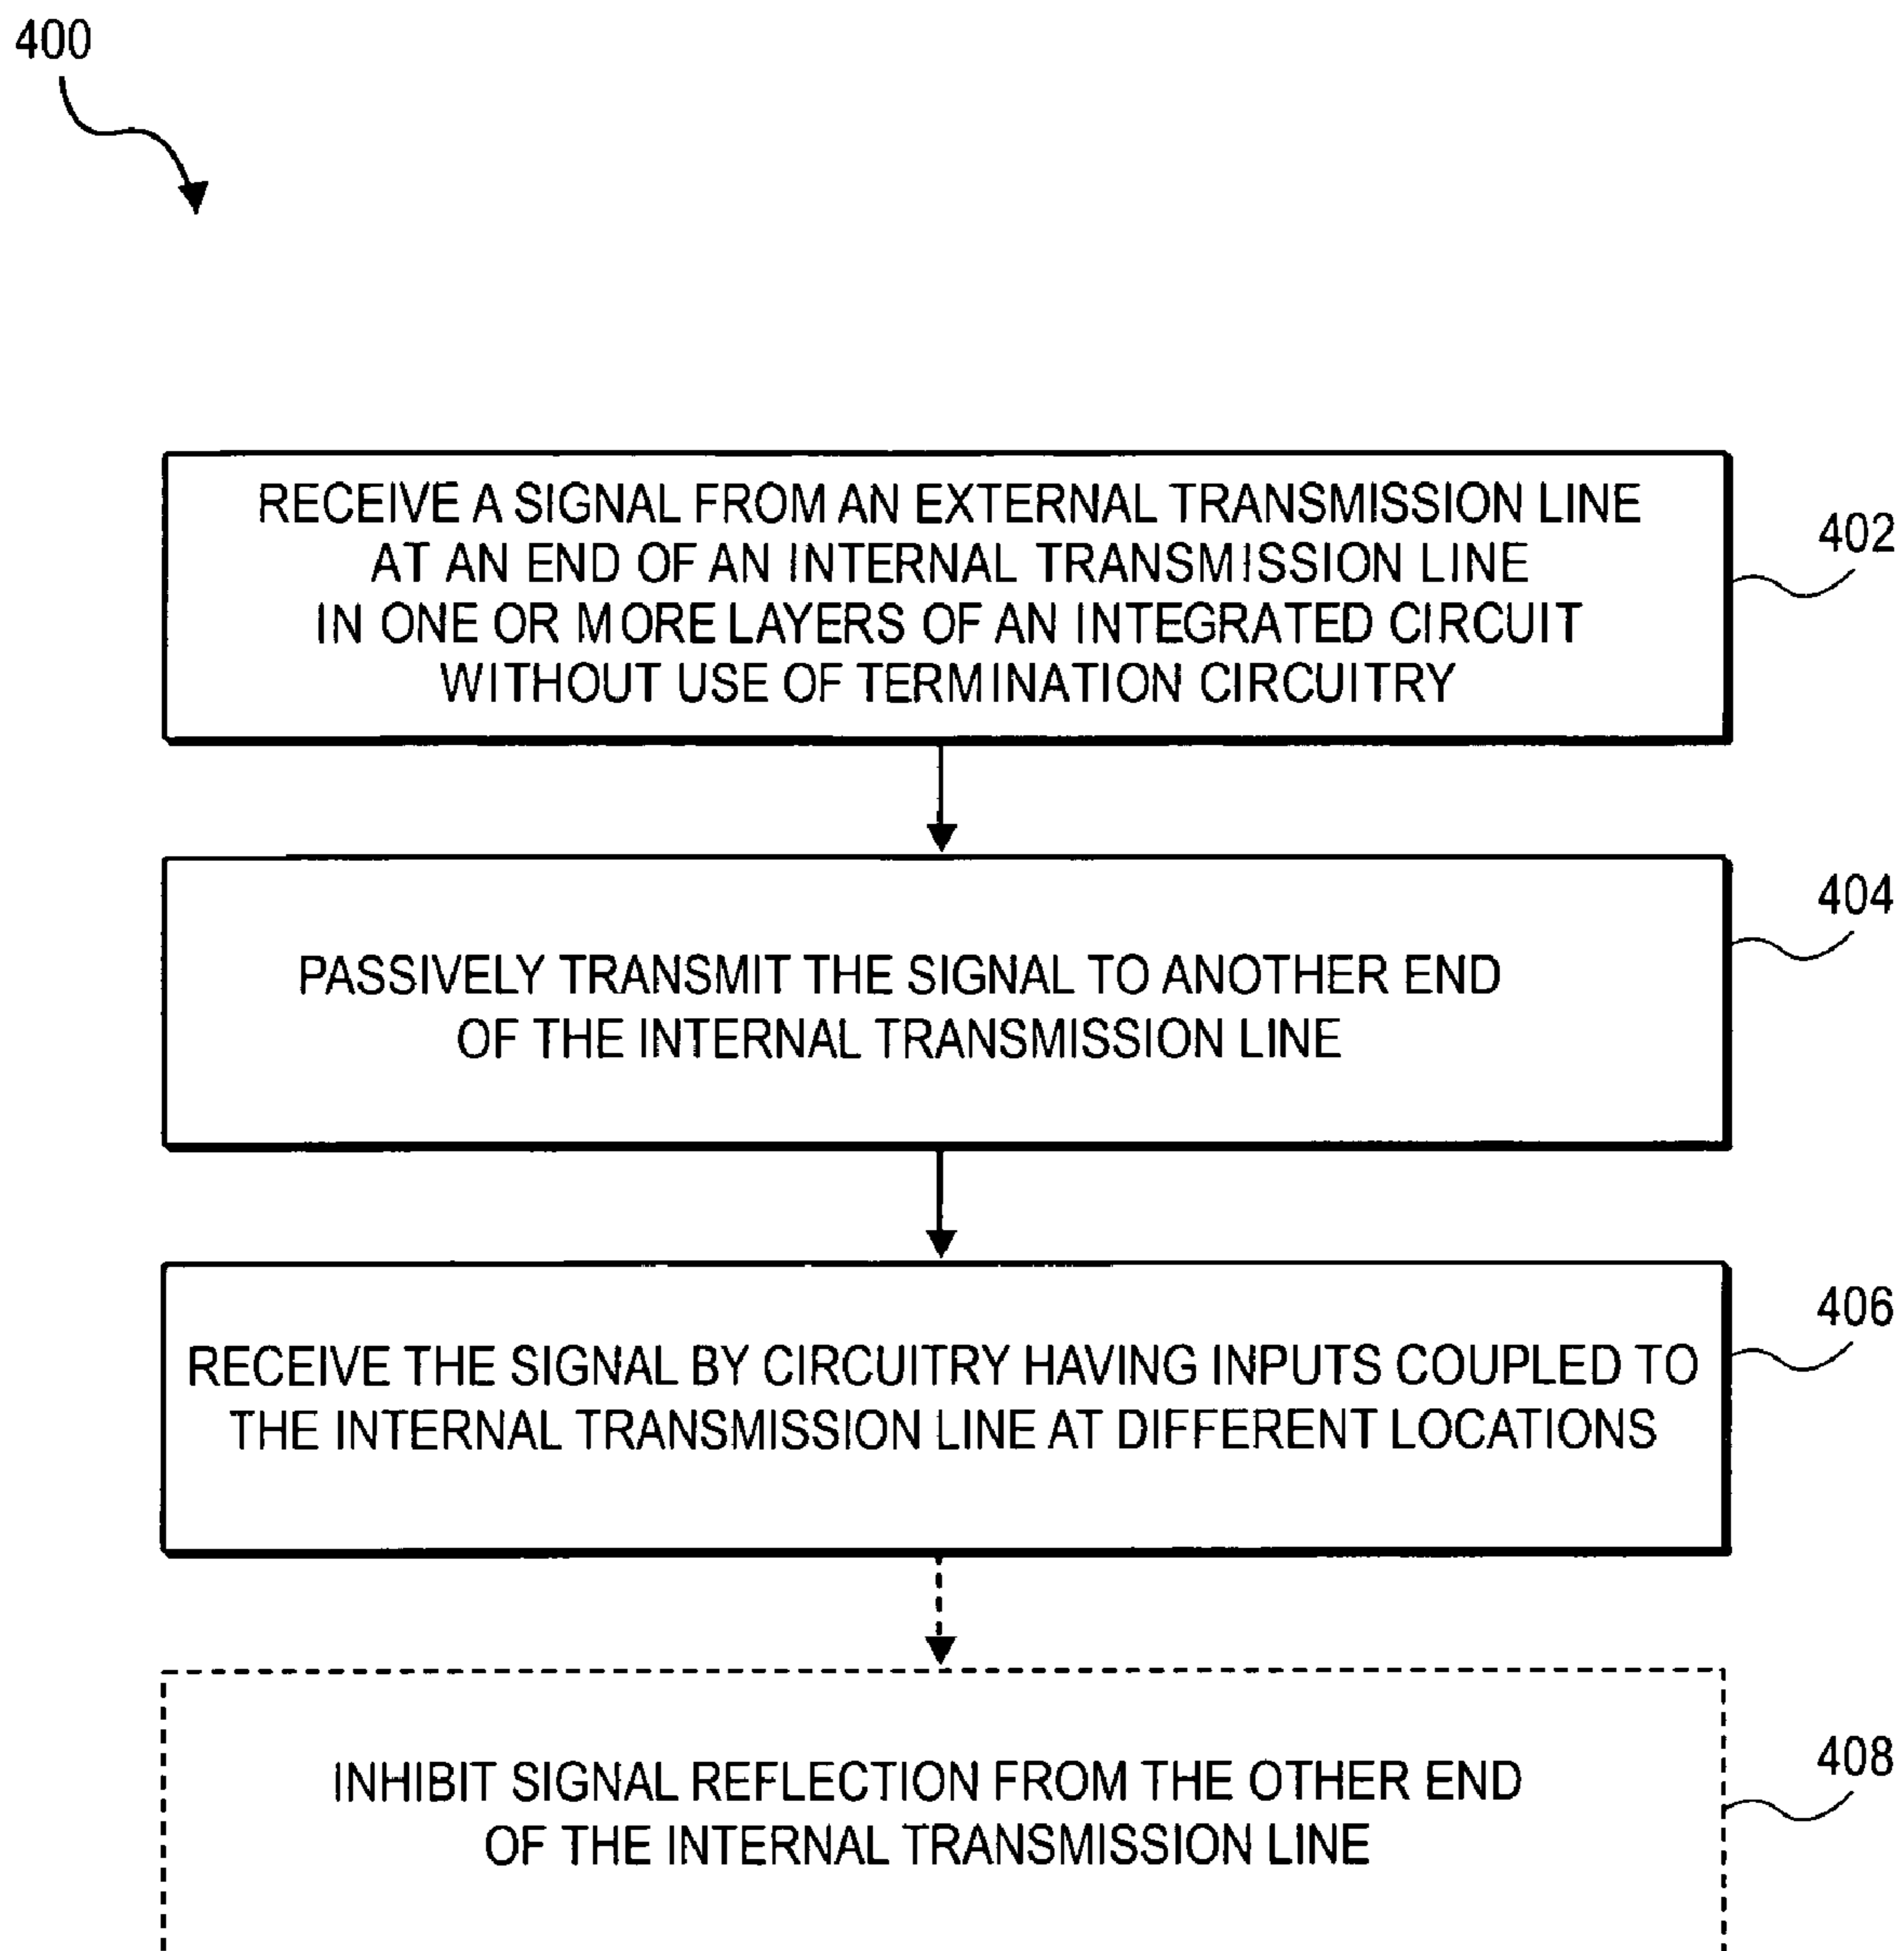 400
RECEIVE A SIGNAL FROM AN EXTERNAL TRANSMISSION LINE
AT AN END OF AN INTERNAL TRANSMISSION LINE
IN ONE OR MORE LAYERS OF AN INTEGRATED CIRCUIT
WITHOUT USE OF TERMINATION CIRCUITRY
402
PASSIVELY TRANSMIT THE SIGNAL TO ANOTHER END
OF THE INTERNAL TRANSMISSION LINE
404
RECEIVE THE SIGNAL BY CIRCUITRY HAVING INPUTS COUPLED TO
THE INTERNAL TRANSMISSION LINE AT DIFFERENT LOCATIONS
406
INHIBIT SIGNAL REFLECTION FROM THE OTHER END
OF THE INTERNAL TRANSMISSION LINE
408